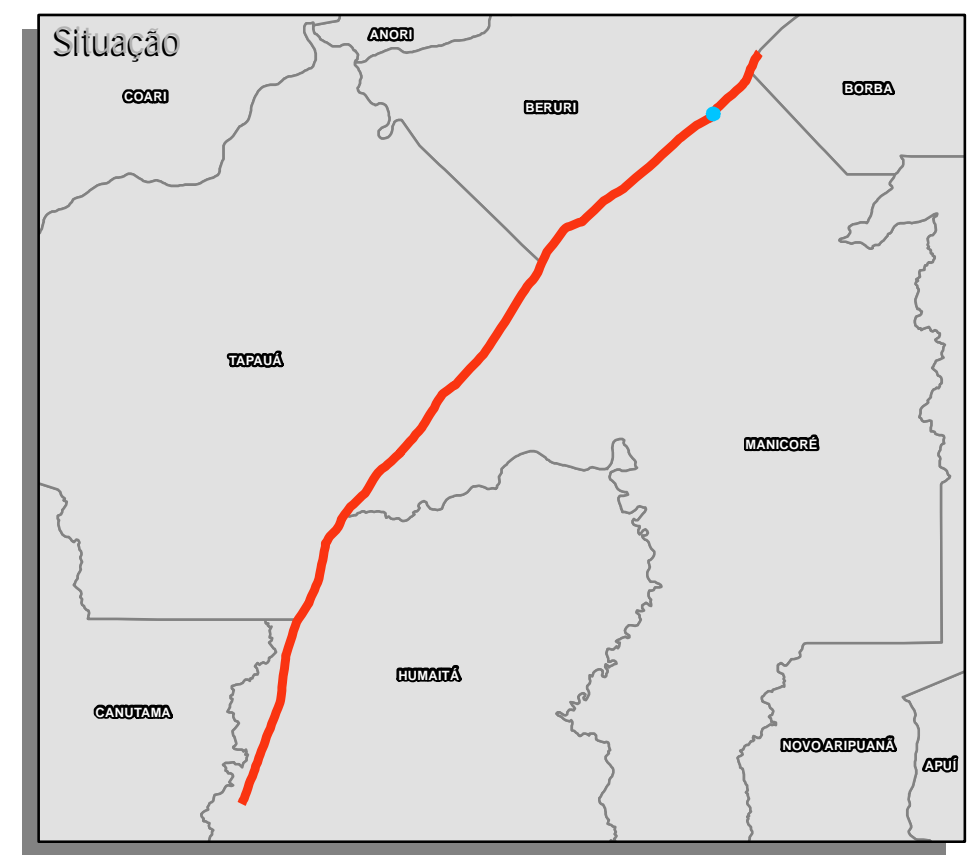 Situação
ANORI
COARI
BERURI
BORBA
TAPAUÁ
MANICORÉ
HUMAITÁ
CANUTAMA
NOVO ARIPUANÃ
APUÍ